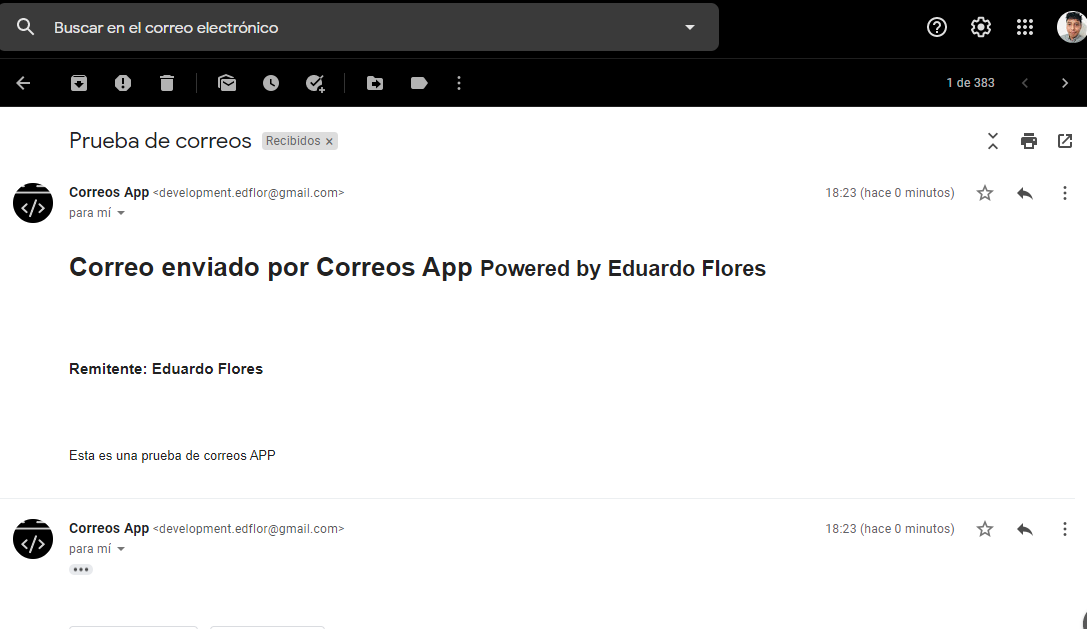 Buscar en el correo electrónico
1 de 383
Prueba de correos Recibidos ×
Correos App <development.edflor@gmail.com> 18:23 (hace 0 minutos)
para mí
Correo enviado por Correos App Powered by Eduardo Flores
Remitente: Eduardo Flores
Esta es una prueba de correos APP
Correos App <development.edflor@gmail.com> 18:23 (hace 0 minutos)
para mí